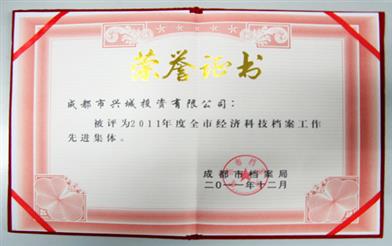 荣誉证书
成都市兴城投资有限公司：
被评为2011年度全市经济科技档案工作
先进集体。
成都市档案局
二〇一一年十二月